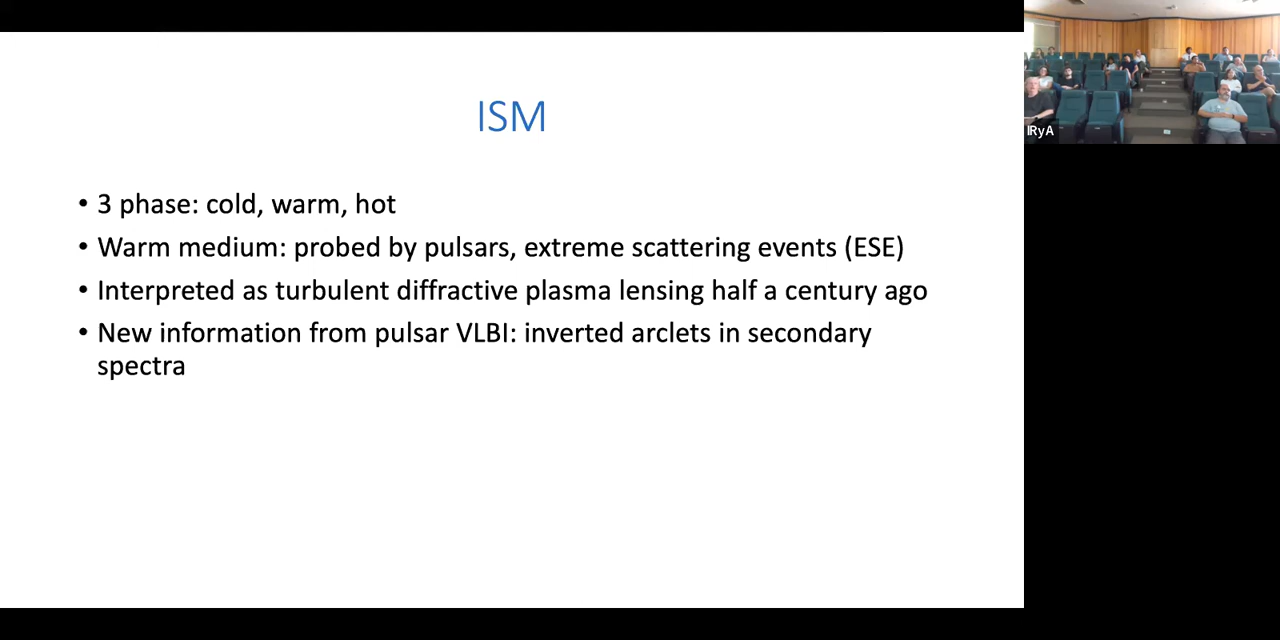 ISM
• 3 phase: cold, warm, hot
• Warm medium: probed by pulsars, extreme scattering events (ESE)
• Interpreted as turbulent diffractive plasma lensing half a century ago
• New information from pulsar VLBI: inverted arclets in secondary
spectra
IRyA